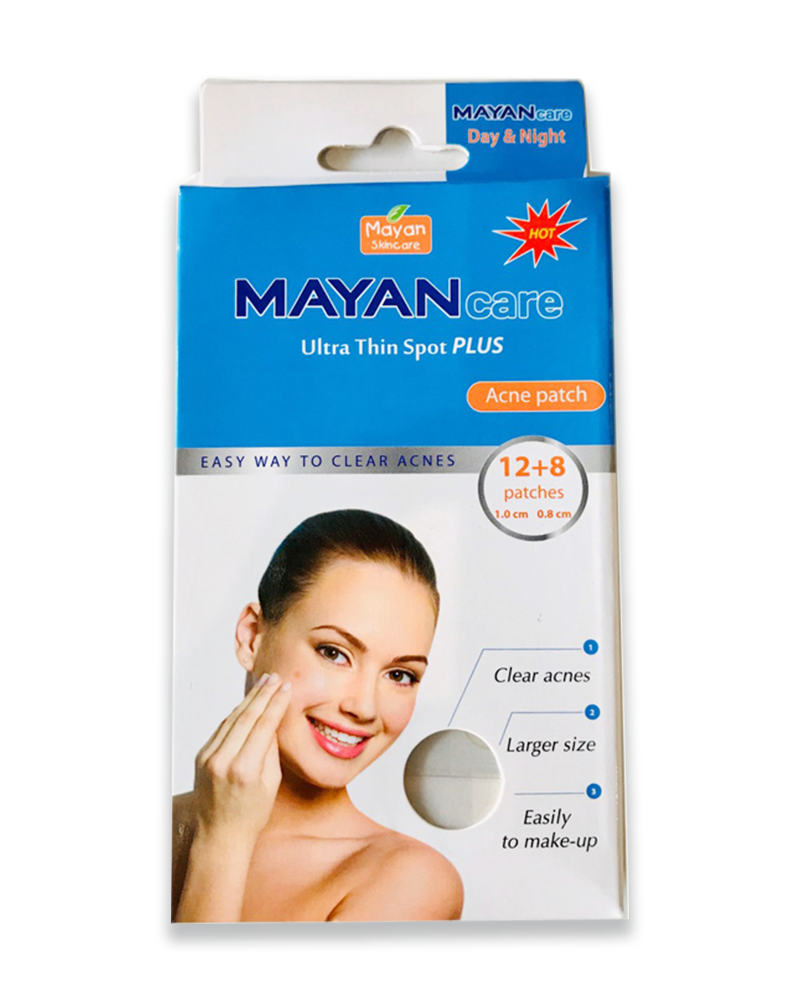 MAYANcare
Day & Night
Mayan
Skincare
HOT
MAYANcare
Ultra Thin Spot PLUS
Acne patch
EASY WAY TO CLEAR ACNES
12+8
patches
1.0 cm 0.8 cm
1
Clear acnes
2
Larger size
3
Easily
to make-up